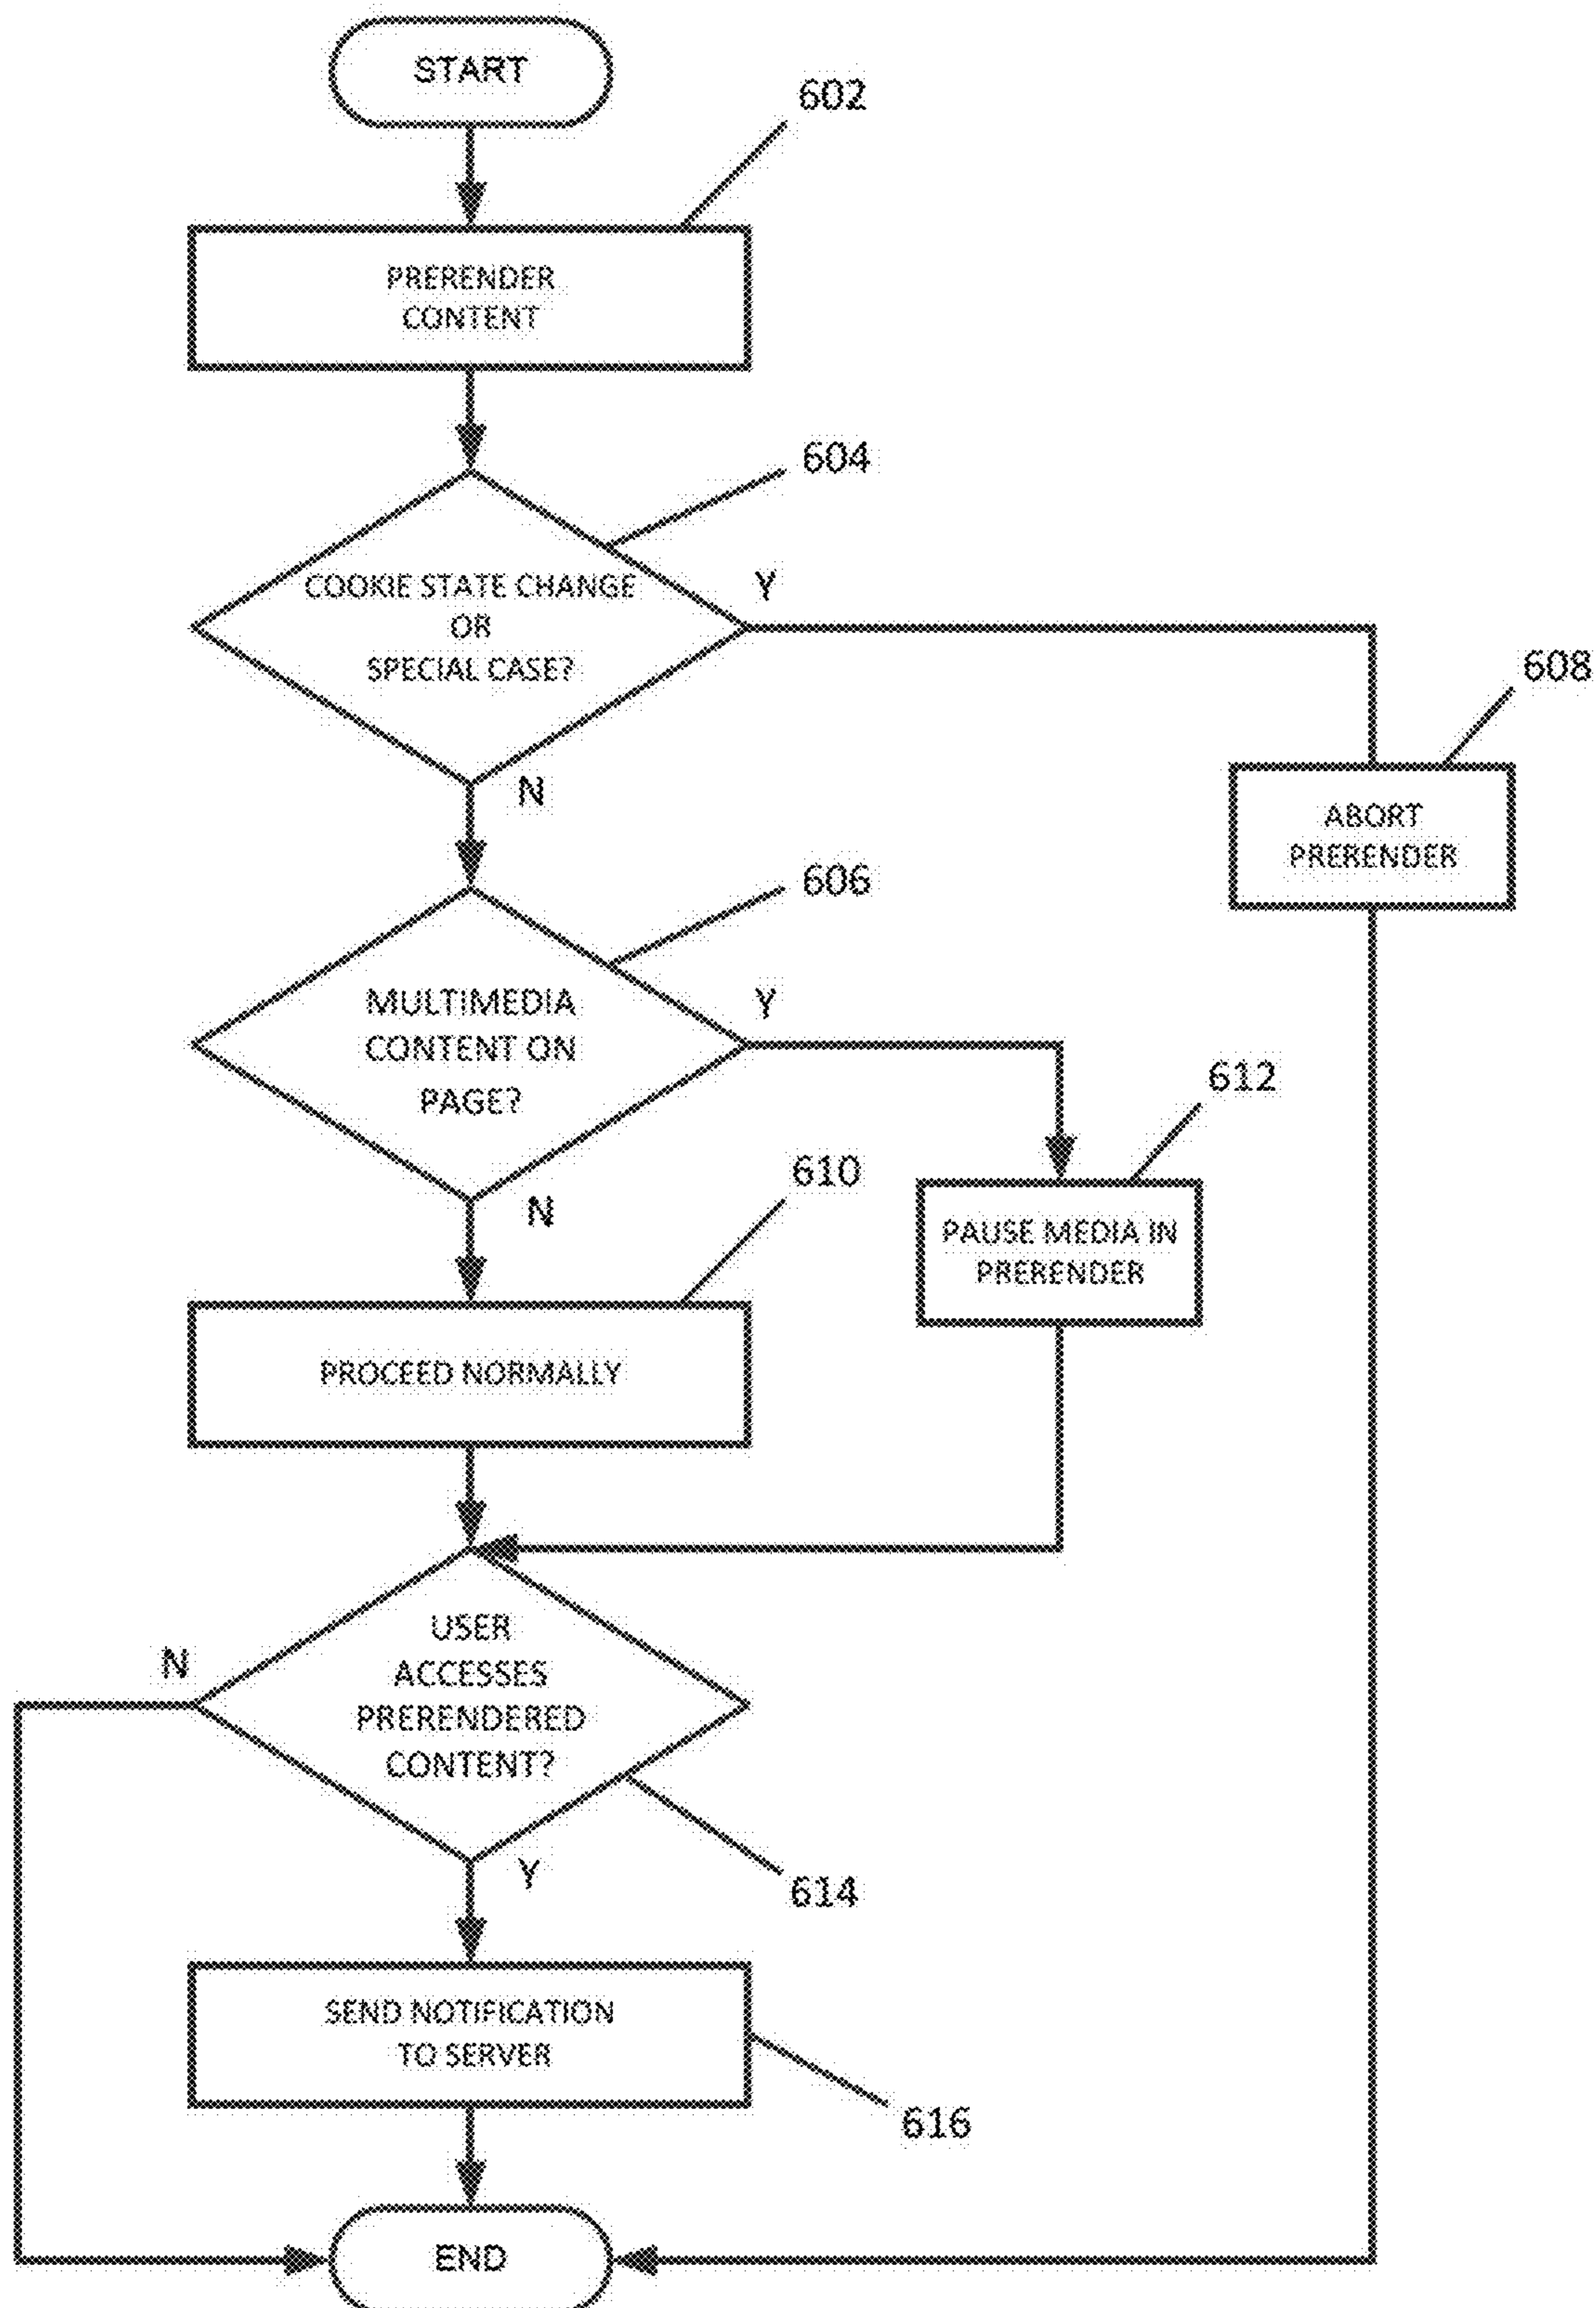 START
602
PRERENDER
CONTENT
604
COOKIE STATE CHANGE
OR
SPECIAL CASE?
Y
N
608
ABORT
PRERENDER
606
MULTIMEDIA
CONTENT ON
PAGE?
Y
N
612
PAUSE MEDIA IN
PRERENDER
610
PROCEED NORMALLY
USER
ACCESSES
PRERENDERED
CONTENT?
N
Y
614
SEND NOTIFICATION
TO SERVER
616
END